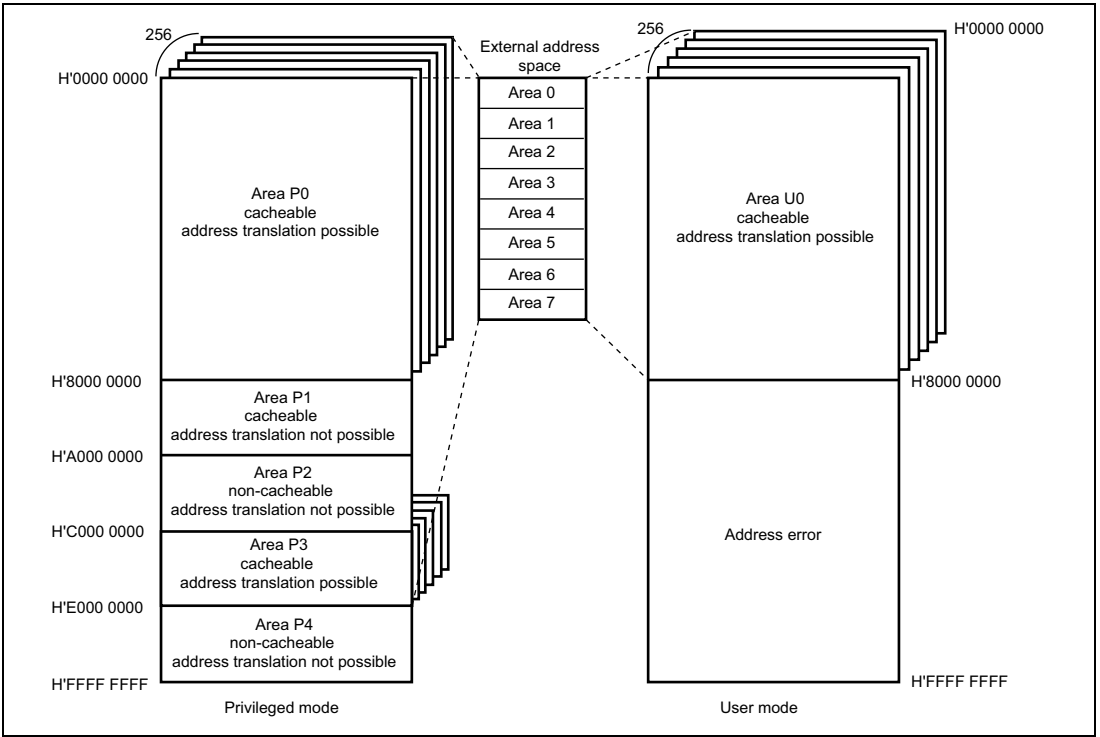 256
H'0000 0000
Area P0
cacheable
address translation possible
H'8000 0000
Area P1
cacheable
address translation not possible
H'A000 0000
Area P2
non-cacheable
address translation not possible
H'C000 0000
Area P3
cacheable
address translation possible
H'E000 0000
Area P4
non-cacheable
address translation not possible
H'FFFF FFFF
Privileged mode
External address
space
Area 0
Area 1
Area 2
Area 3
Area 4
Area 5
Area 6
Area 7
256
H'0000 0000
Area U0
cacheable
address translation possible
H'8000 0000
Address error
H'FFFF FFFF
User mode